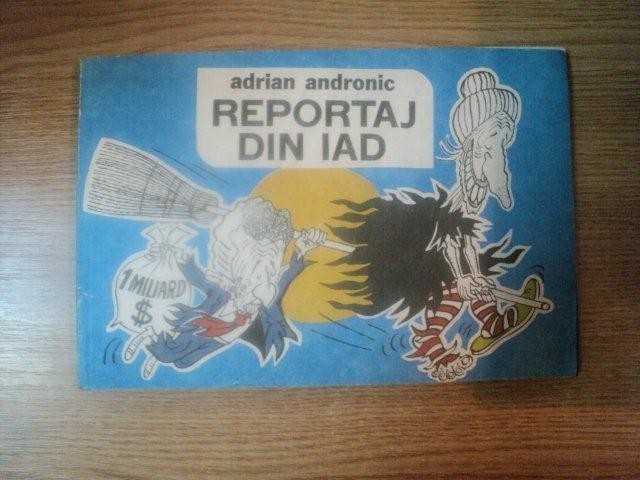 adrian andronic
REPORTAJ
DIN IAD
1 MILIARD
$